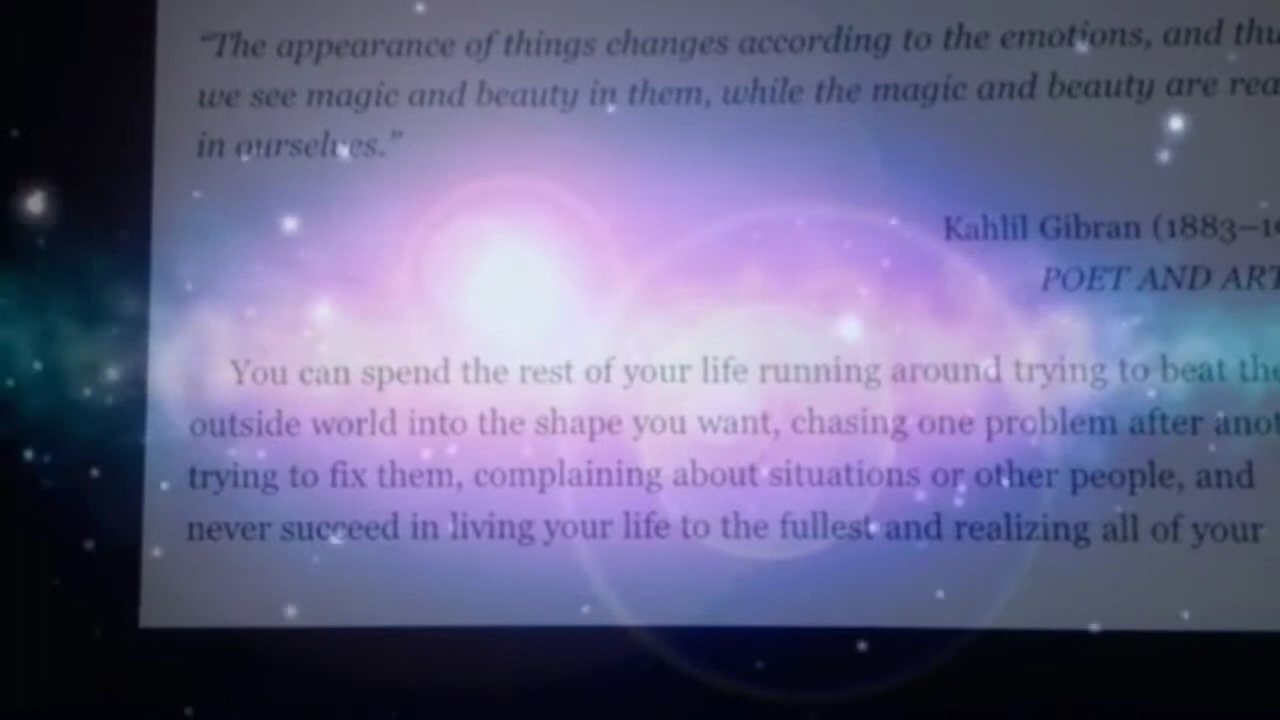 “The appearance of things changes according to the emotions, and thu
we see magic and beauty in them, while the magic and beauty are rea
in ourselves.”
Kahlil Gibran (1883–19
POET AND ART
You can spend the rest of your life running around trying to beat the
outside world into the shape you want, chasing one problem after anot
trying to fix them, complaining about situations or other people, and
never succeed in living your life to the fullest and realizing all of your